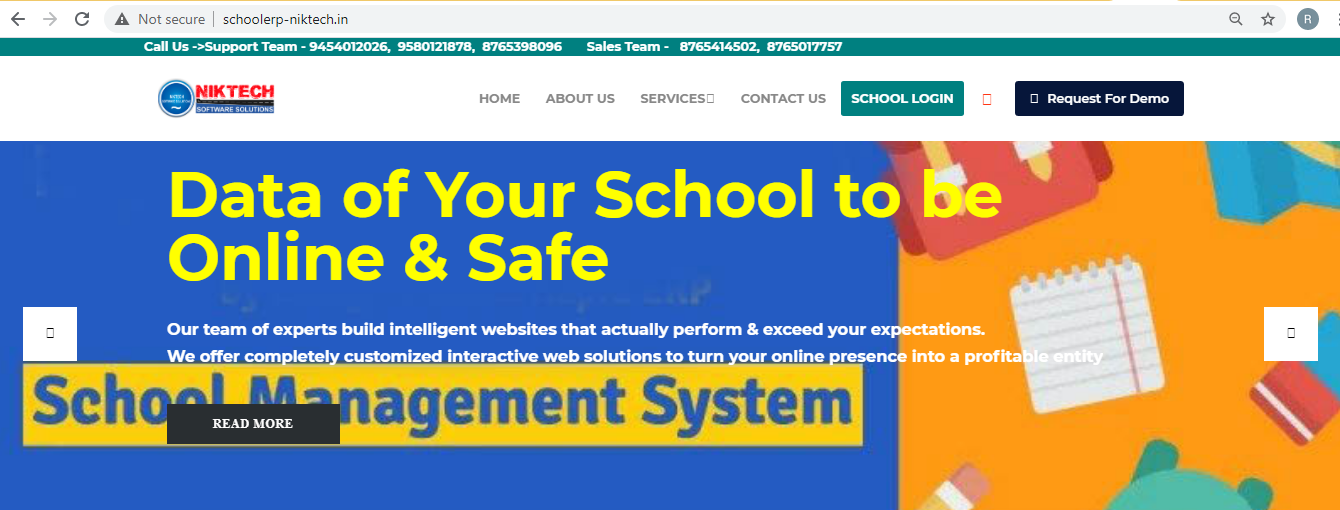 Not secure | schoolerp-niktech.in
R
Call Us ->Support Team - 9454012026, 9580121878, 8765398096 Sales Team - 8765414502, 8765017757
NIKTECH
SOFTWARE SOLUTIONS
HOME ABOUT US SERVICES CONTACT US SCHOOL LOGIN Request For Demo
Data of Your School to be
Online & Safe
Our team of experts build intelligent websites that actually perform & exceed your expectations.
We offer completely customized interactive web solutions to turn your online presence into a profitable entity
School Management System
READ MORE